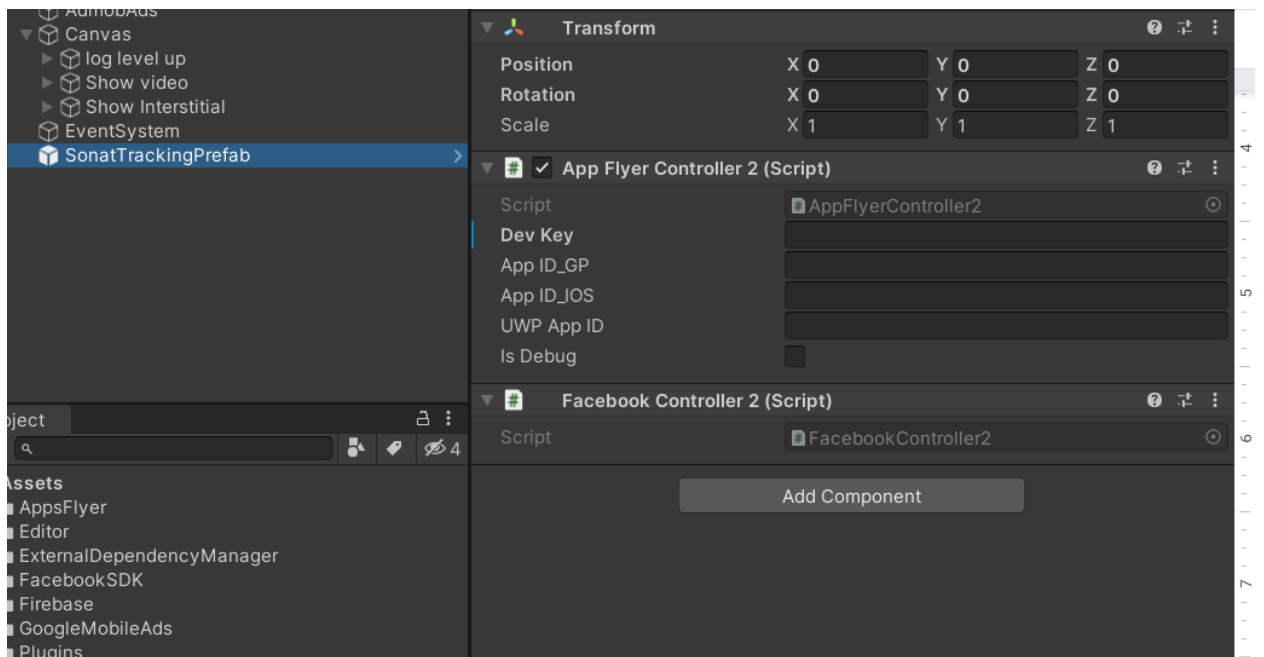 AdmobAds
Canvas
log level up
Show video
Show Interstitial
EventSystem
SonatTrackingPrefab
oject
4
Assets
AppsFlyer
Editor
ExternalDependencyManager
FacebookSDK
Firebase
GoogleMobileAds
Plugins
Transform
Position X 0 Y 0 Z 0
Rotation X 0 Y 0 Z 0
Scale X 1 Y 1 Z 1
# App Flyer Controller 2 (Script)
Script # AppFlyerController2
Dev Key
App ID_GP
App ID_IOS
UWP App ID
Is Debug
# Facebook Controller 2 (Script)
Script # FacebookController2
Add Component
4
5
6
7